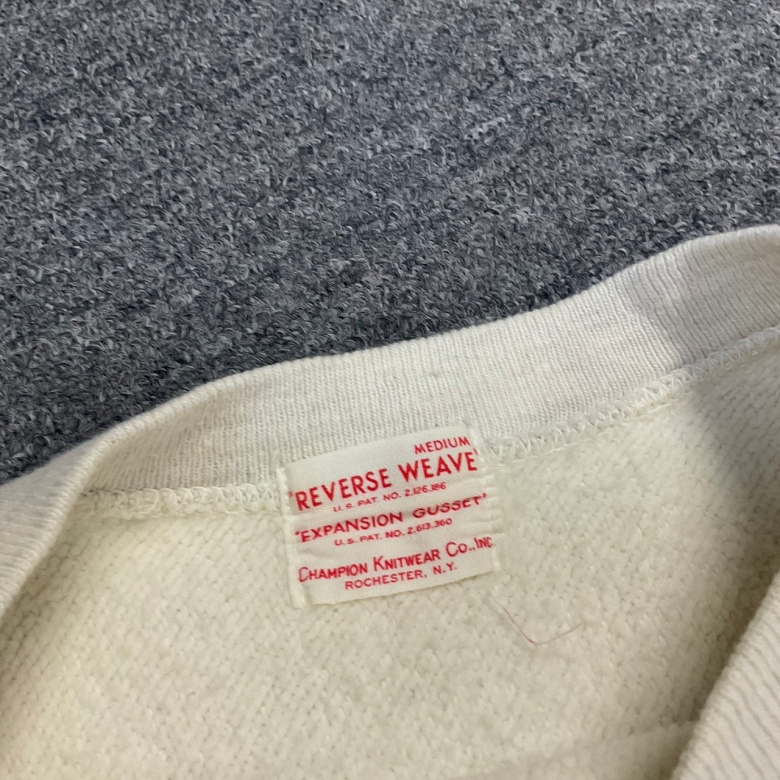 MEDIUM
"REVERSE WEAVE"
U.S. PAT. NO. 2,126,186
"EXPANSION GUSSET"
U.S. PAT. NO. 2,613,360
CHAMPION KNITWEAR CO., INC.
ROCHESTER, N.Y.